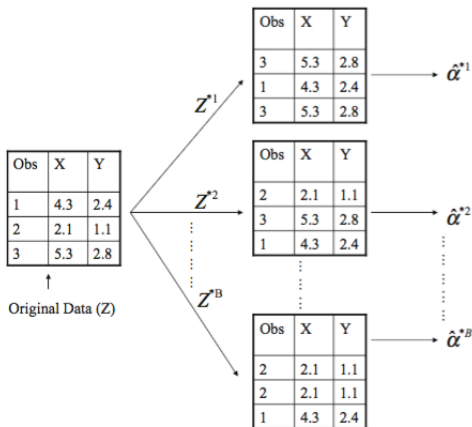 Obs X Y
3 5.3 2.8
1 4.3 2.4
3 5.3 2.8
Z*1
α̂*1
Obs X Y
1 4.3 2.4
2 2.1 1.1
3 5.3 2.8
Original Data (Z)
Z*2
Obs X Y
2 2.1 1.1
3 5.3 2.8
1 4.3 2.4
α̂*2
Z*B
Obs X Y
2 2.1 1.1
2 2.1 1.1
1 4.3 2.4
α̂*B